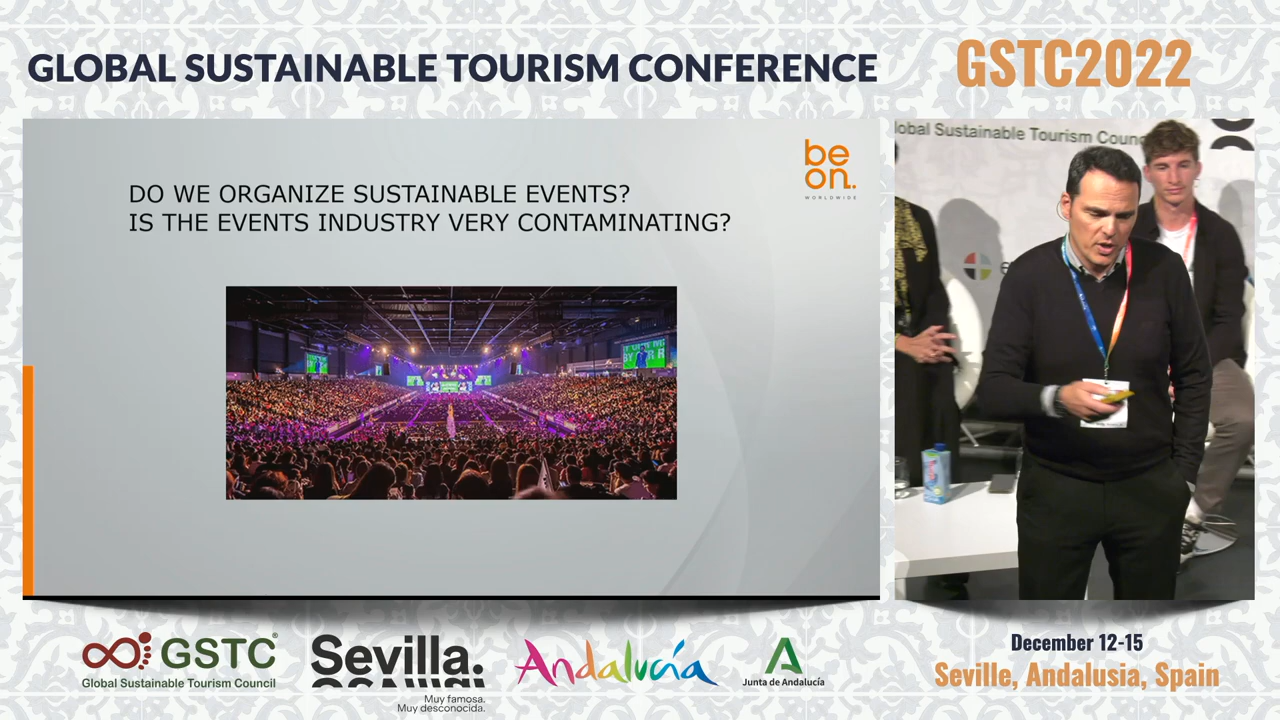 GLOBAL SUSTAINABLE TOURISM CONFERENCE
GSTC2022
be
on.
WORLDWIDE
DO WE ORGANIZE SUSTAINABLE EVENTS?
IS THE EVENTS INDUSTRY VERY CONTAMINATING?
lobal Sustainable Tourism Counc
GSTC®
Global Sustainable Tourism Council
Sevilla.
Muy famosa.
Muy desconocida.
Andalucía
Junta de Andalucía
December 12-15
Seville, Andalusia, Spain